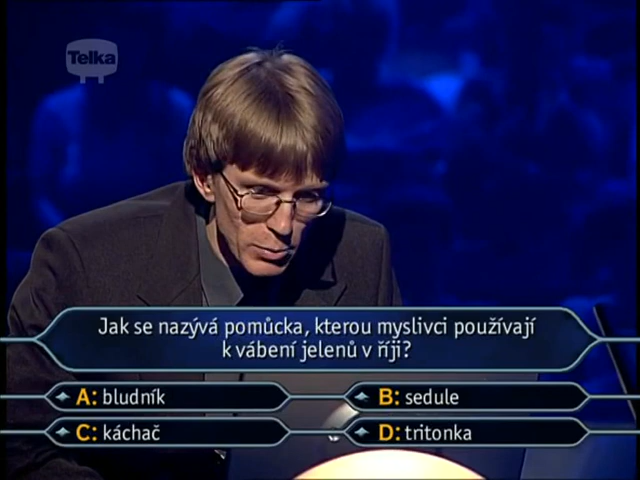 Telka
Jak se nazývá pomůcka, kterou myslivci používají
k vábení jelenů v říji?
A: bludník
B: sedule
C: káchač
D: tritonka